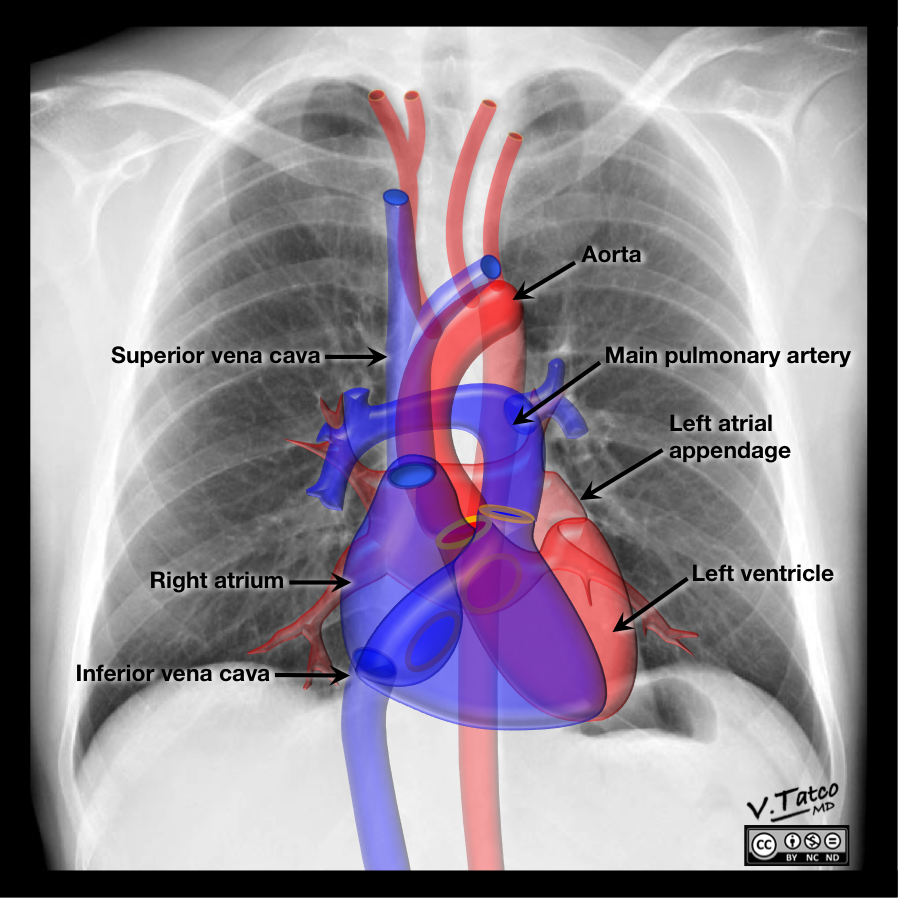 Aorta
Superior vena cava
Main pulmonary artery
Left atrial
appendage
Right atrium
Left ventricle
Inferior vena cava
V. Tatco
MD
cc
BY NC ND